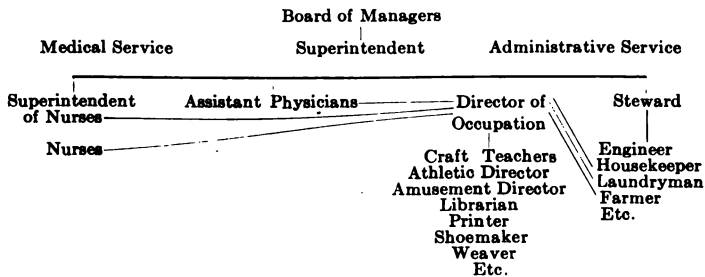 Board of Managers
Medical Service Superintendent Administrative Service
Superintendent of Nurses
Assistant Physicians
Director of Occupation
Steward
Nurses
Craft Teachers
Athletic Director
Amusement Director
Librarian
Printer
Shoemaker
Weaver
Etc.
Engineer
Housekeeper
Laundryman
Farmer
Etc.